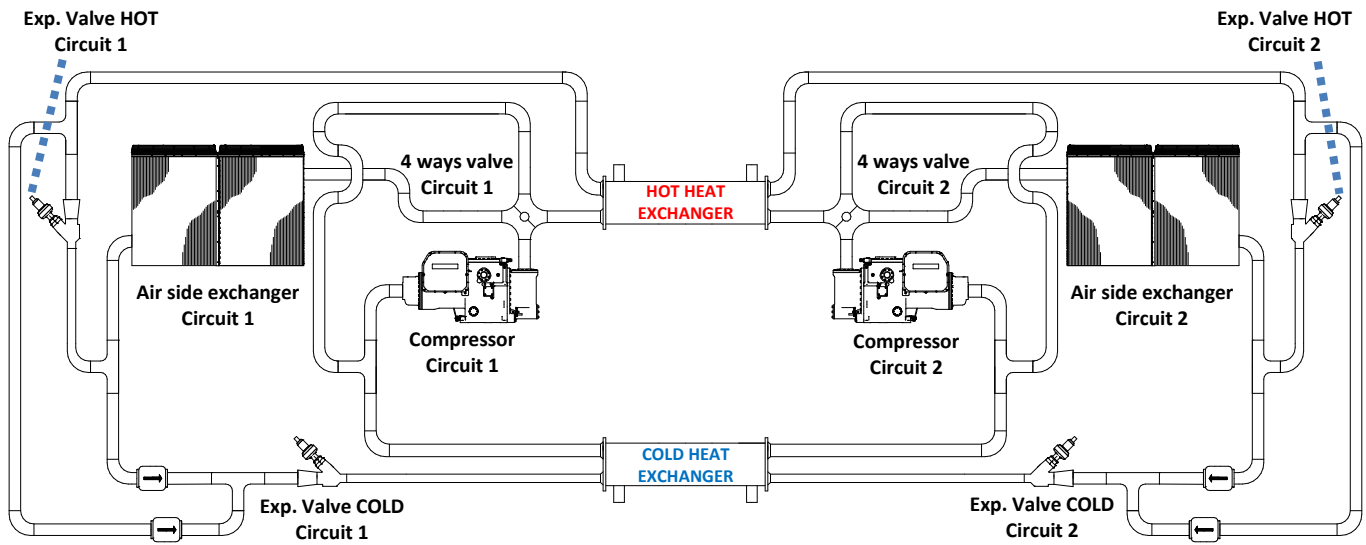 Exp. Valve HOT
Circuit 1
Exp. Valve HOT
Circuit 2
4 ways valve
Circuit 1
4 ways valve
Circuit 2
HOT HEAT
EXCHANGER
Air side exchanger
Circuit 1
Air side exchanger
Circuit 2
Compressor
Circuit 1
Compressor
Circuit 2
COLD HEAT
EXCHANGER
Exp. Valve COLD
Circuit 1
Exp. Valve COLD
Circuit 2